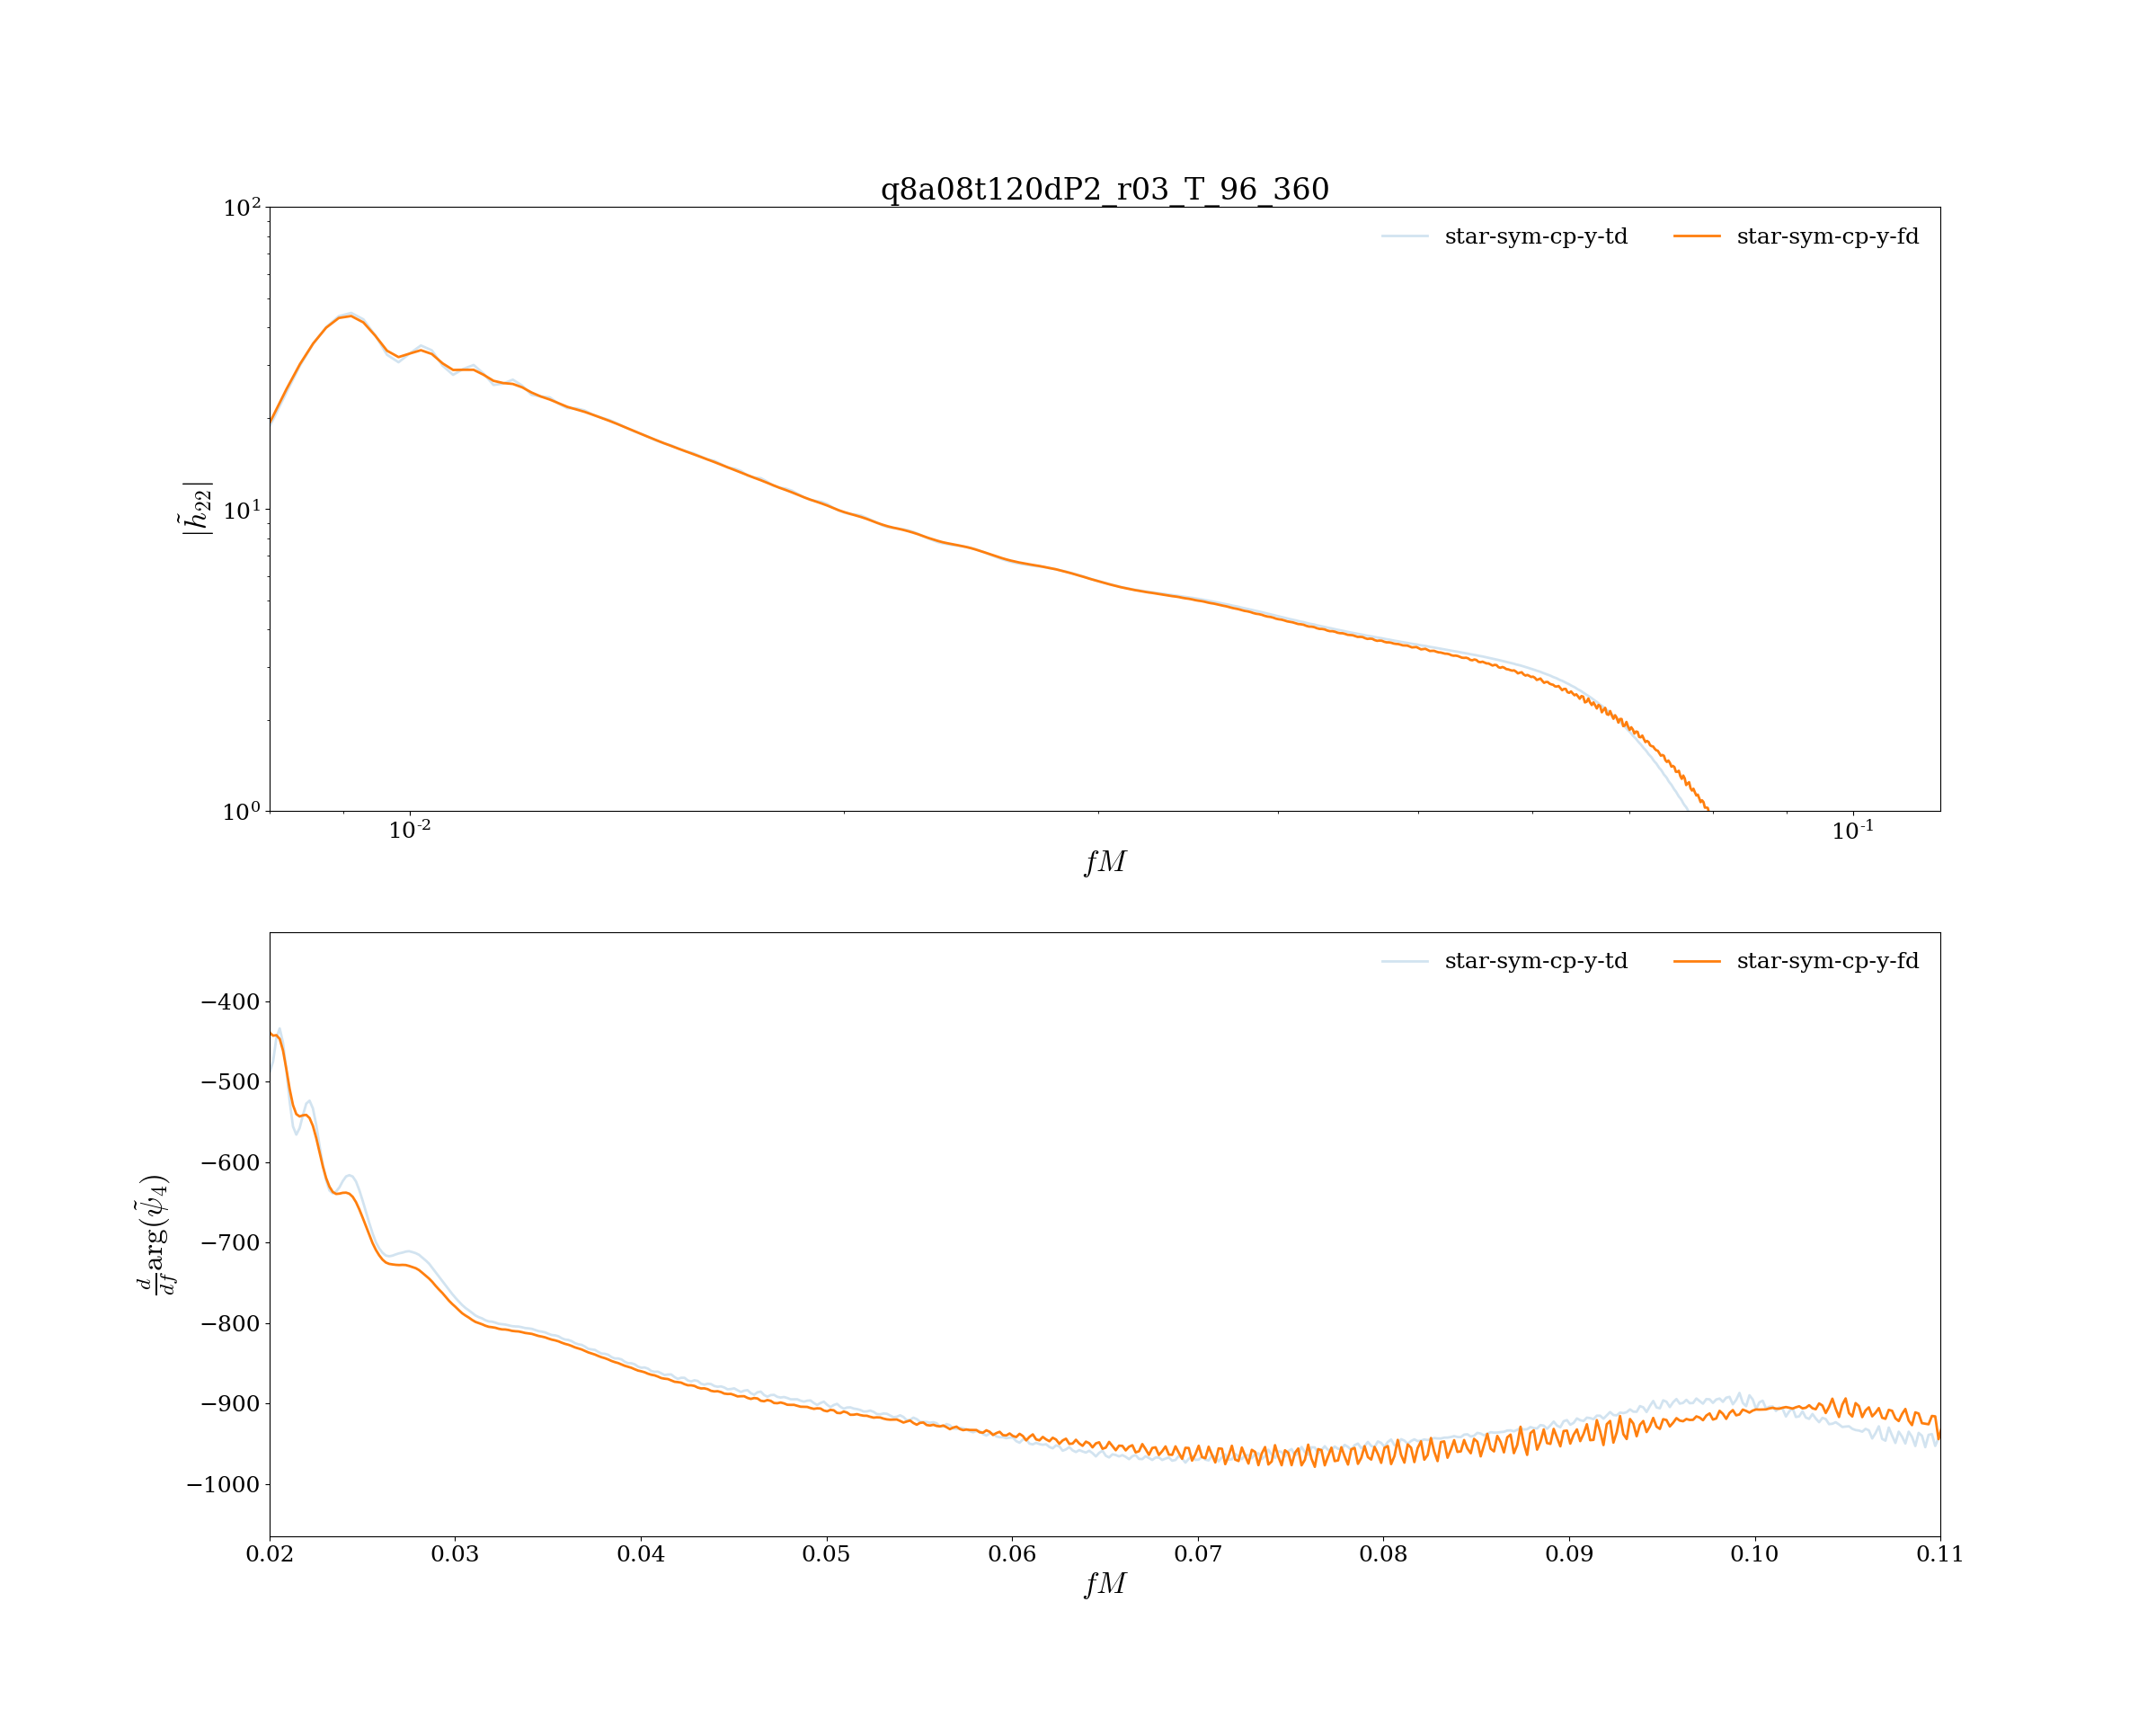 q8a08t120dP2_r03_T_96_360
star-sym-cp-y-td star-sym-cp-y-fd
10²
10¹
10⁰
|h̃₂₂|
10⁻² 10⁻¹
fM
star-sym-cp-y-td star-sym-cp-y-fd
−400
−500
−600
−700
−800
−900
−1000
d/df arg(ψ̃₄)
0.02 0.03 0.04 0.05 0.06 0.07 0.08 0.09 0.10 0.11
fM